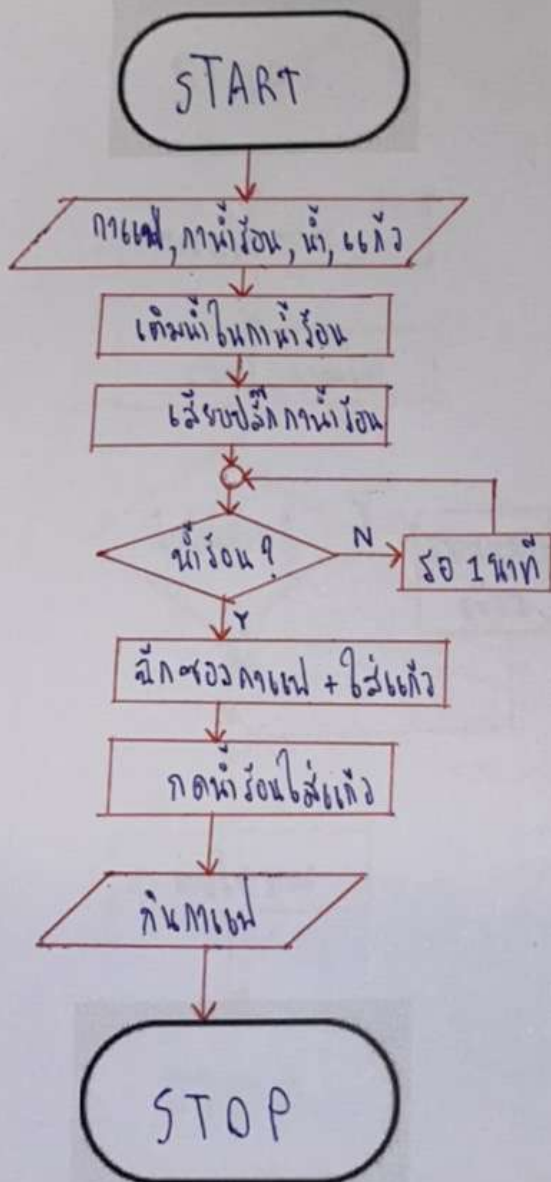 START
กาแฟ, กาน้ำร้อน, น้ำ, แก้ว
เติมน้ำในกาน้ำร้อน
เสียบปลั๊กกาน้ำร้อน
น้ำร้อน ?
N
รอ 1 นาที
Y
ฉีกซองกาแฟ + ใส่แก้ว
กดน้ำร้อนใส่แก้ว
กินกาแฟ
STOP